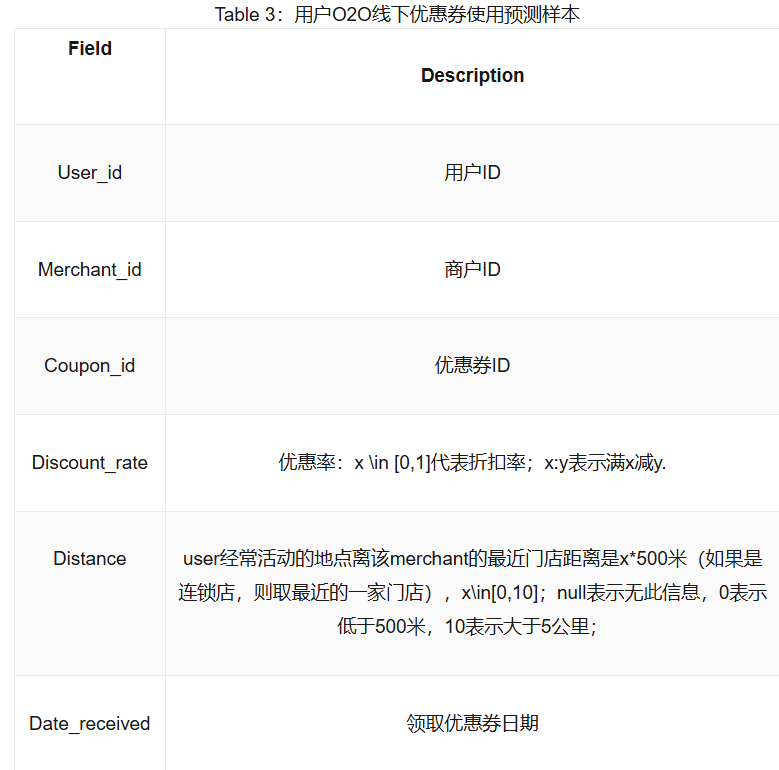 Table 3：用户O2O线下优惠券使用预测样本
Field
Description
User_id
用户ID
Merchant_id
商户ID
Coupon_id
优惠券ID
Discount_rate
优惠率：x \in [0,1]代表折扣率；x:y表示满x减y.
Distance
user经常活动的地点离该merchant的最近门店距离是x*500米（如果是
连锁店，则取最近的一家门店），x\in[0,10]；null表示无此信息，0表示
低于500米，10表示大于5公里；
Date_received
领取优惠券日期